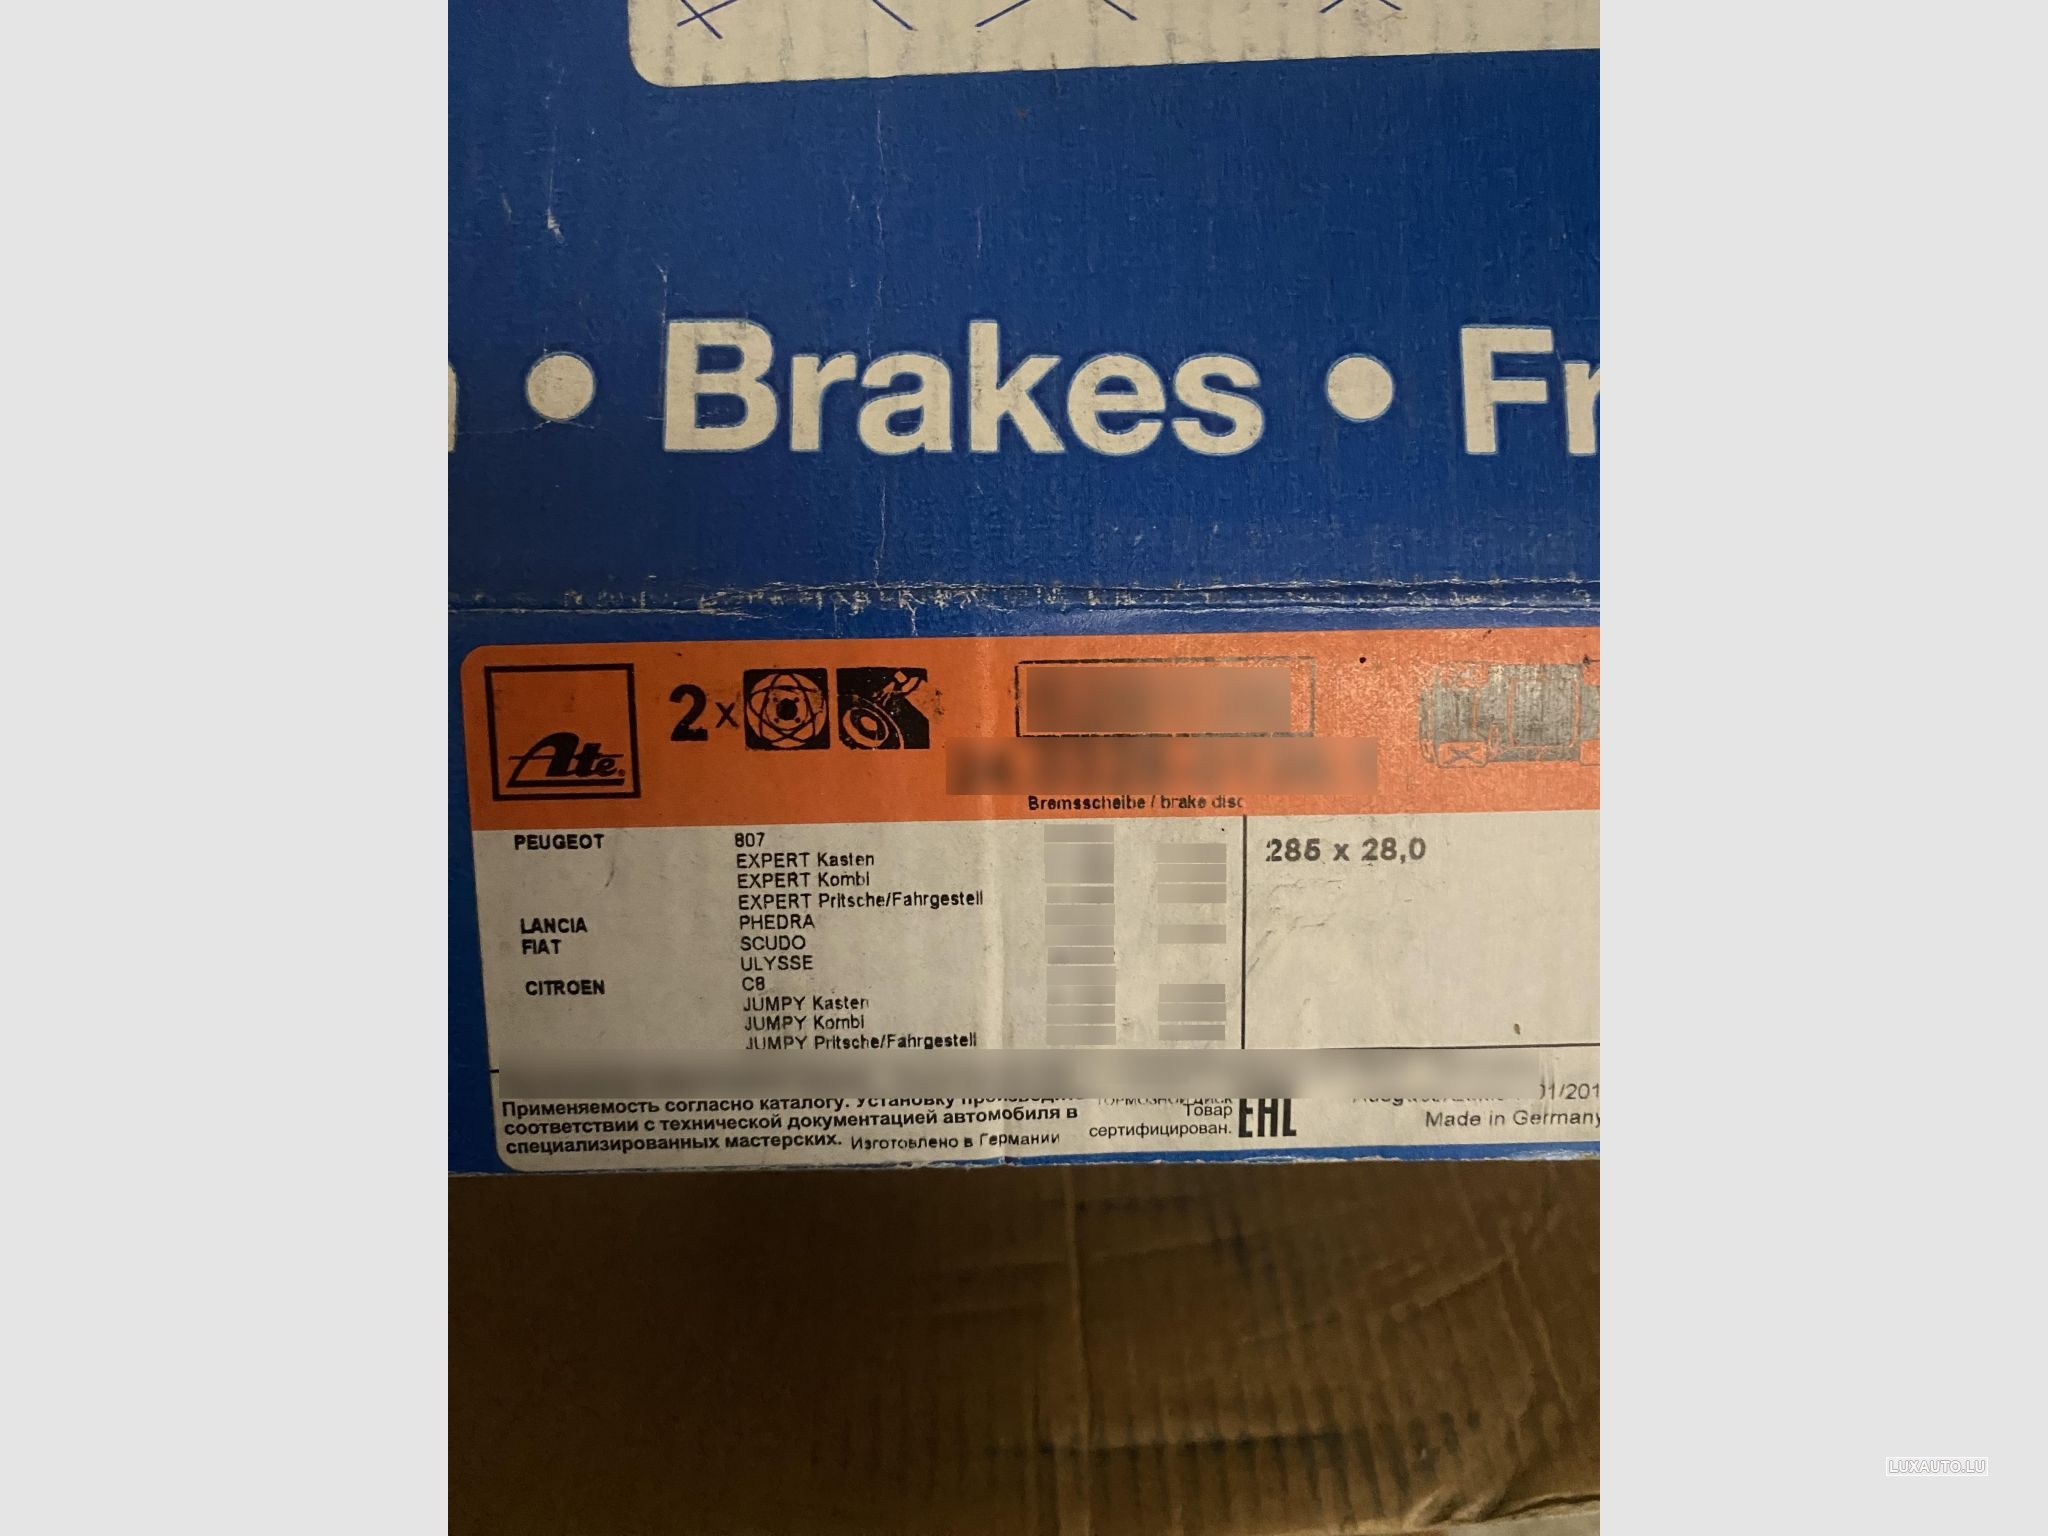 • Brakes •
Ate
2x
Bremsscheibe / brake disc
PEUGEOT 807
EXPERT Kasten
EXPERT Kombi
EXPERT Pritsche/Fahrgestell
LANCIA PHEDRA
FIAT SCUDO
ULYSSE
CITROEN C8
JUMPY Kasten
JUMPY Kombi
JUMPY Pritsche/Fahrgestell
285 x 28,0
Применяемость согласно каталогу. Установку
соответствии с технической документацией автомобиля в
специализированных мастерских. Изготовлено в Германии
Товар
сертифицирован.
EAC
Made in Germany
LUXAUTO.LU